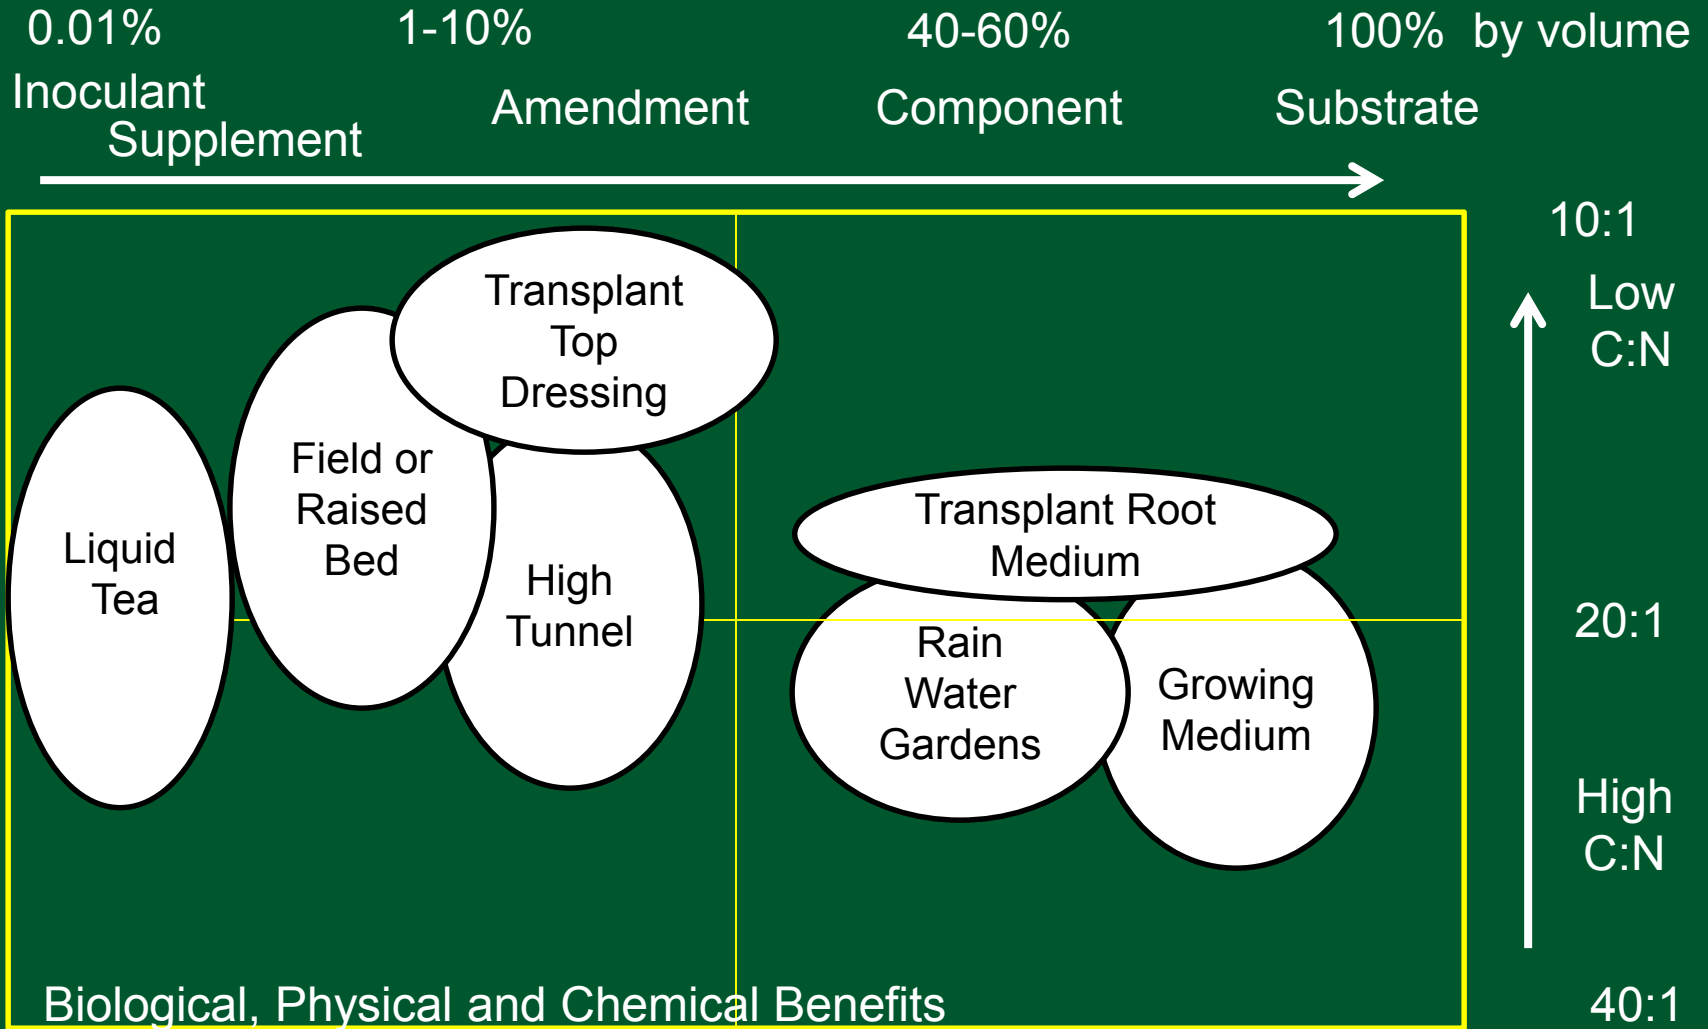 0.01% 1-10% 40-60% 100% by volume
Inoculant
Supplement
Amendment
Component
Substrate
10:1
Low
C:N
20:1
High
C:N
40:1
Transplant
Top
Dressing
Field or
Raised
Bed
Liquid
Tea
High
Tunnel
Transplant Root
Medium
Rain
Water
Gardens
Growing
Medium
Biological, Physical and Chemical Benefits